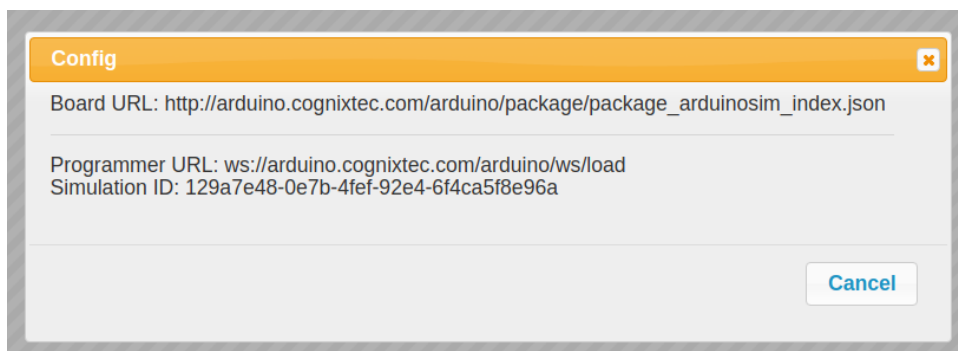 Config
Board URL: http://arduino.cognixtec.com/arduino/package/package_arduinosim_index.json
Programmer URL: ws://arduino.cognixtec.com/arduino/ws/load
Simulation ID: 129a7e48-0e7b-4fef-92e4-6f4ca5f8e96a
Cancel